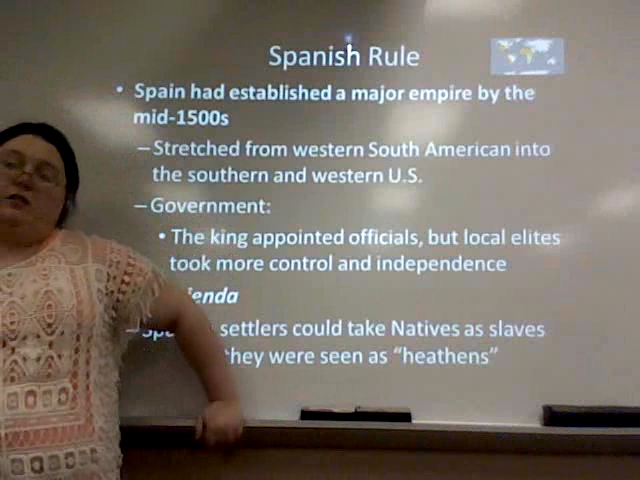 Spanish Rule
• Spain had established a major empire by the
mid-1500s
– Stretched from western South American into
the southern and western U.S.
– Government:
• The king appointed officials, but local elites
took more control and independence
ienda
– settlers could take Natives as slaves
they were seen as “heathens”